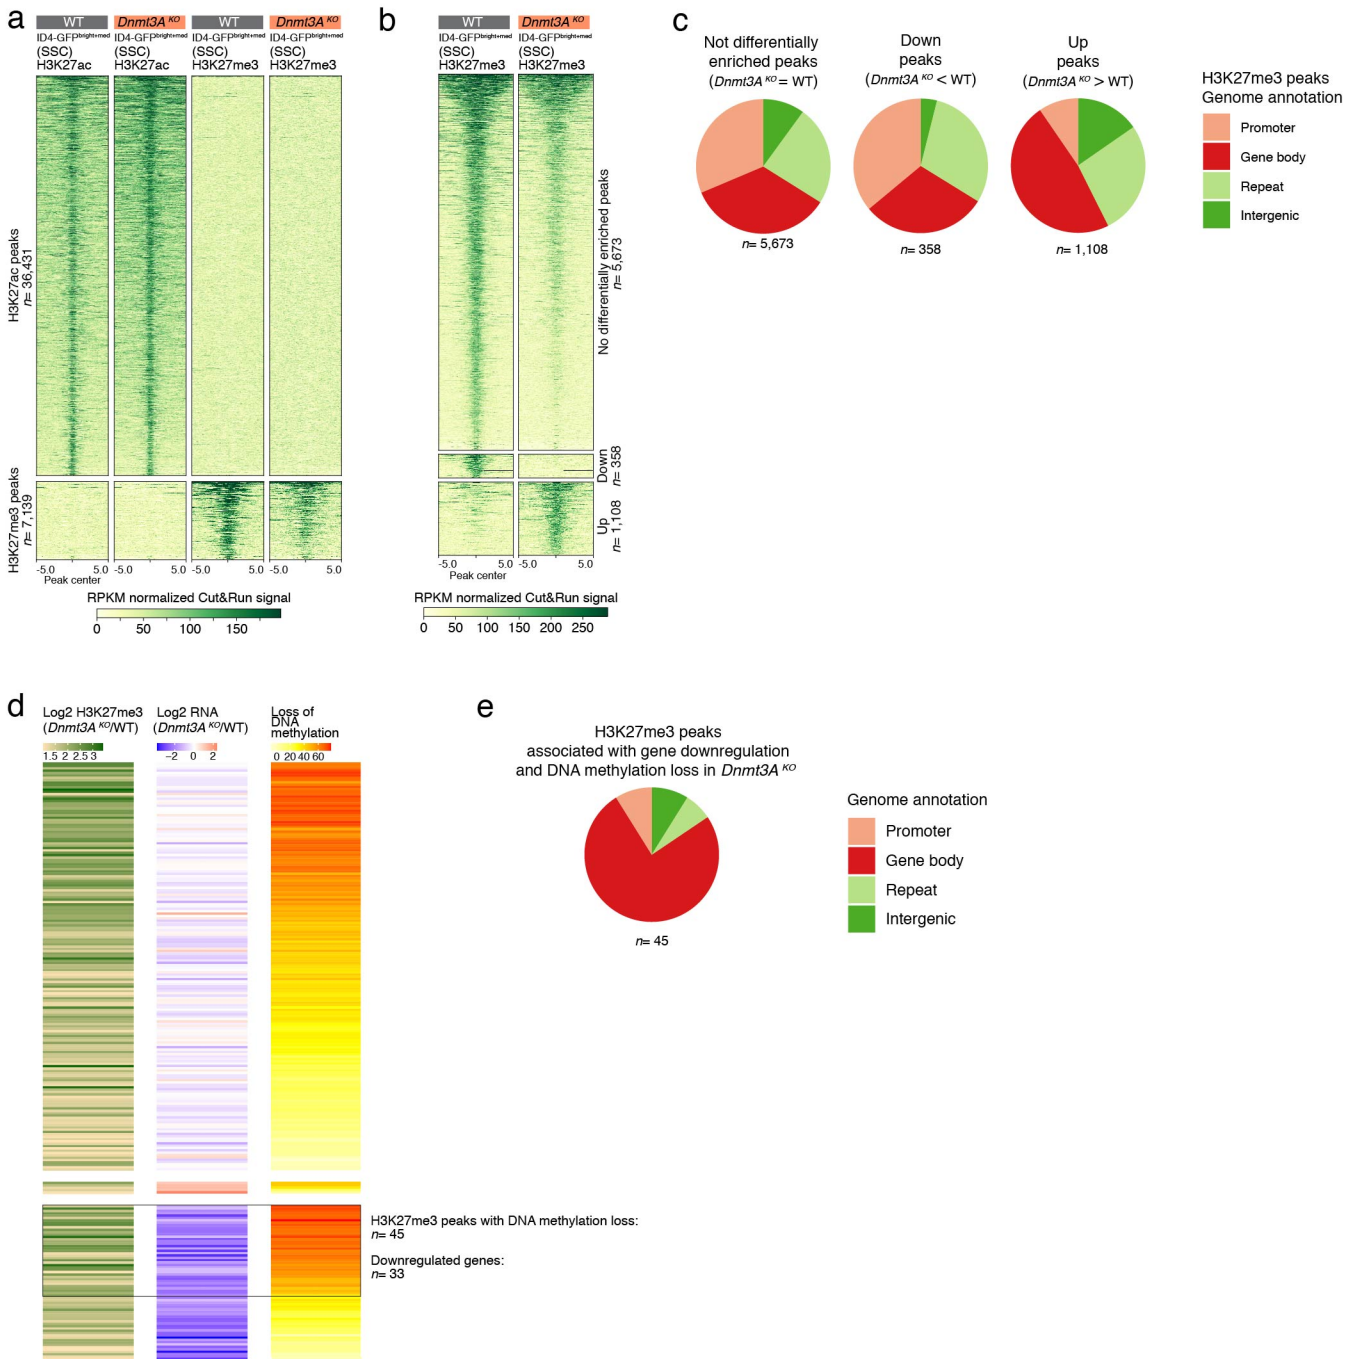 a
WT
Dnmt3A KO
WT
Dnmt3A KO
ID4-GFPbright+med
(SSC)
H3K27ac
ID4-GFPbright+med
(SSC)
H3K27ac
ID4-GFPbright+med
(SSC)
H3K27me3
ID4-GFPbright+med
(SSC)
H3K27me3
H3K27ac peaks
n= 36,431
H3K27me3 peaks
n= 7,139
-5.0 5.0 -5.0 5.0 -5.0 5.0 -5.0 5.0
Peak center
RPKM normalized Cut&Run signal
0 50 100 150
b
WT
Dnmt3A KO
ID4-GFPbright+med
(SSC)
H3K27me3
ID4-GFPbright+med
(SSC)
H3K27me3
No differentially enriched peaks
n= 5,673
Down
n= 358
Up
n= 1,108
-5.0 5.0 -5.0 5.0
Peak center
RPKM normalized Cut&Run signal
0 50 100 150 200 250
c
Not differentially
enriched peaks
(Dnmt3A KO = WT)
n= 5,673
Down
peaks
(Dnmt3A KO < WT)
n= 358
Up
peaks
(Dnmt3A KO > WT)
n= 1,108
H3K27me3 peaks
Genome annotation
Promoter
Gene body
Repeat
Intergenic
d
Log2 H3K27me3
(Dnmt3A KO/WT)
1.5 2 2.5 3
Log2 RNA
(Dnmt3A KO/WT)
−2 0 2
Loss of
DNA
methylation
0 20 40 60
H3K27me3 peaks with DNA methylation loss:
n= 45
Downregulated genes:
n= 33
e
H3K27me3 peaks
associated with gene downregulation
and DNA methylation loss in Dnmt3A KO
n= 45
Genome annotation
Promoter
Gene body
Repeat
Intergenic